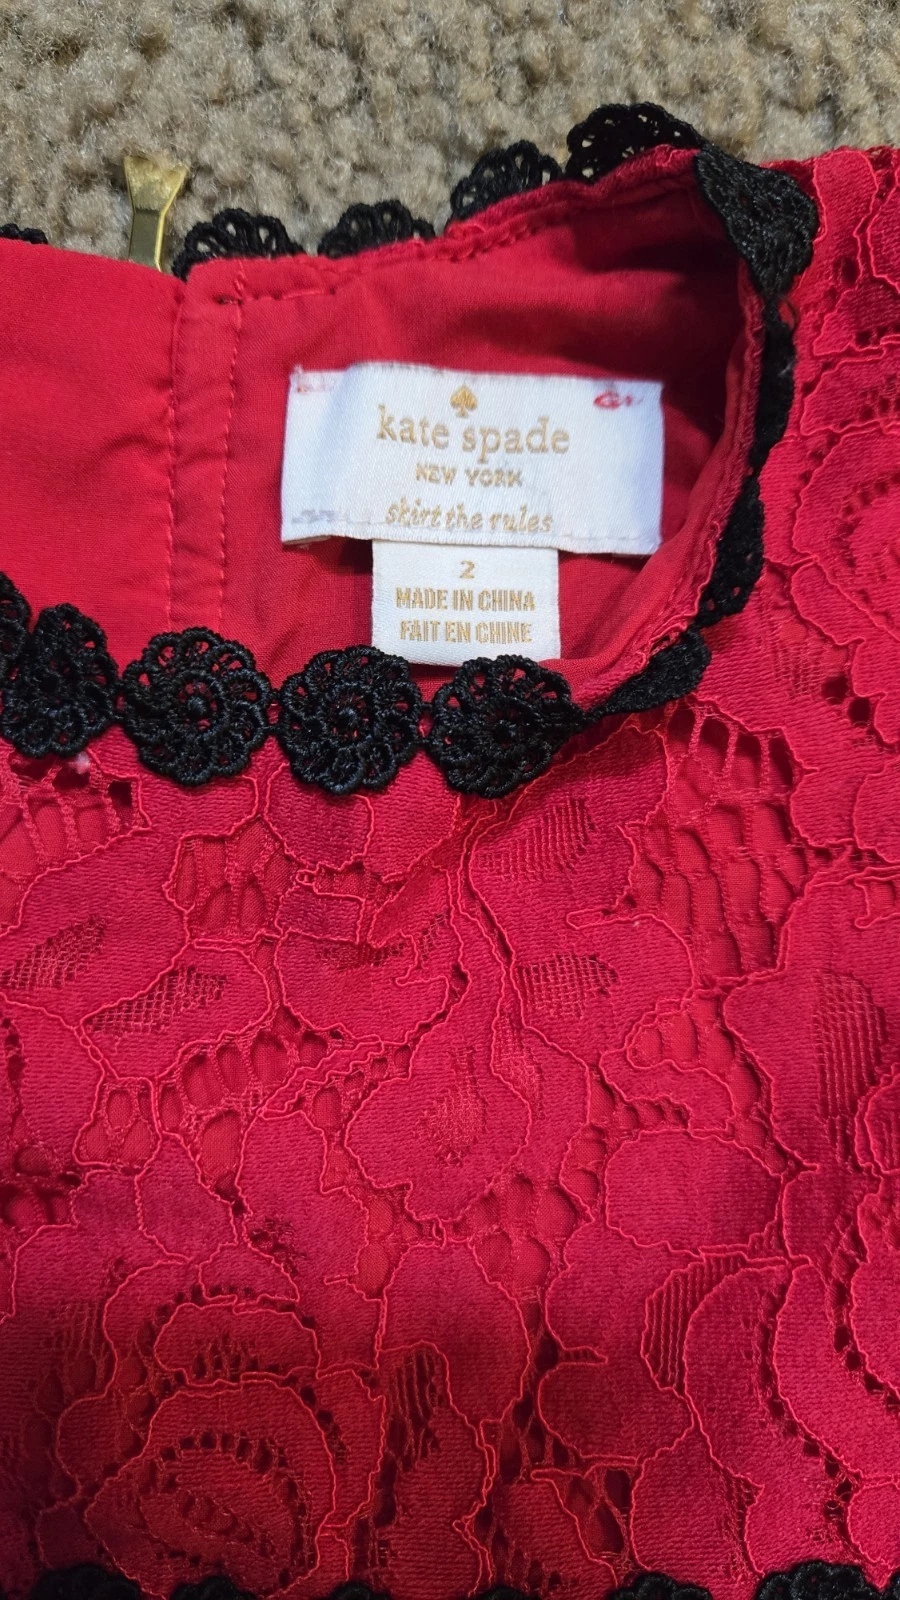 kate spade
NEW YORK
skirt the rules
2
MADE IN CHINA
FAIT EN CHINE